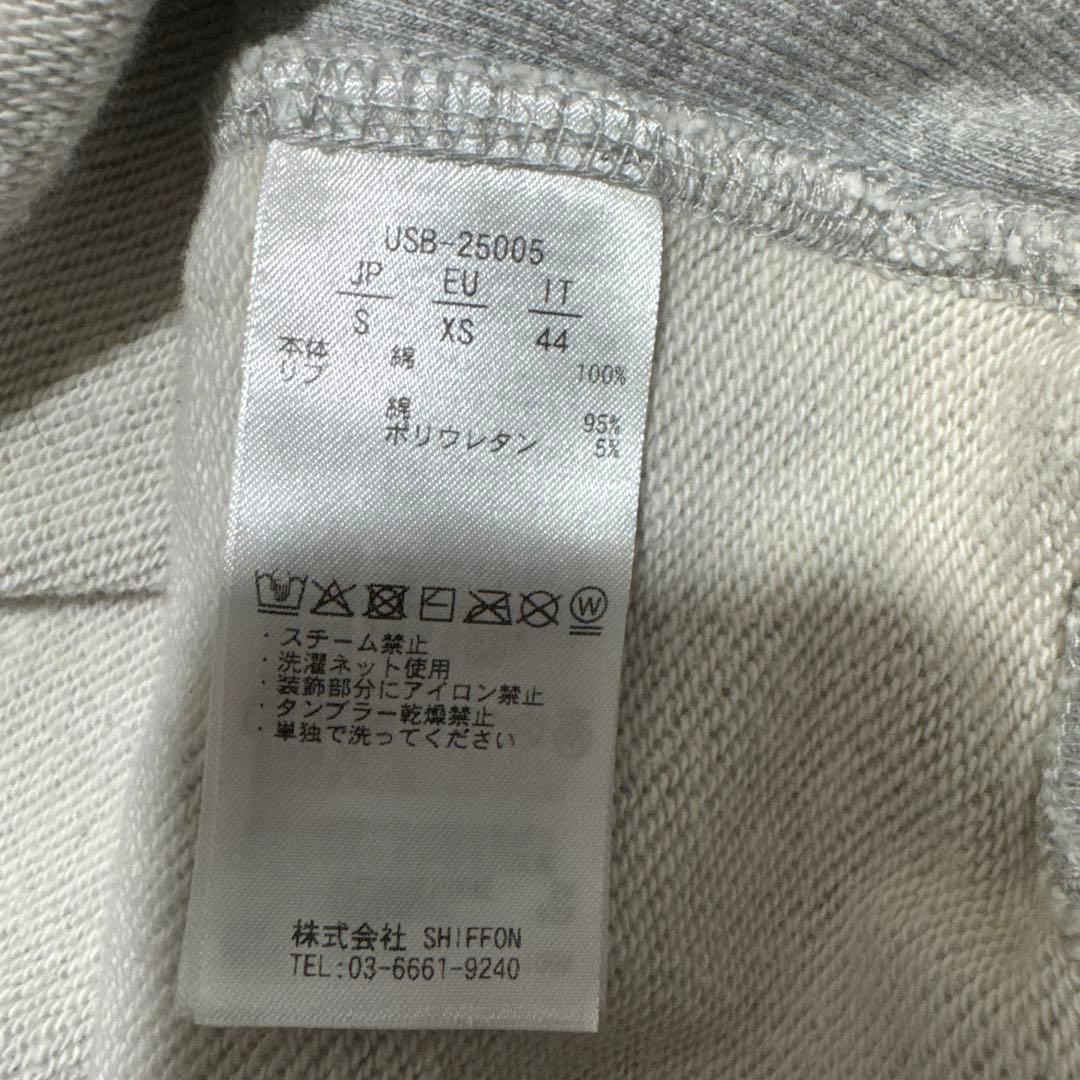 USB-25005
JP EU IT
S XS 44
本体 綿 100%
リブ
綿 95%
ポリウレタン 5%
W
・スチーム禁止
・洗濯ネット使用
・装飾部分にアイロン禁止
・タンブラー乾燥禁止
・単独で洗ってください
株式会社 SHIFFON
TEL:03-6661-9240